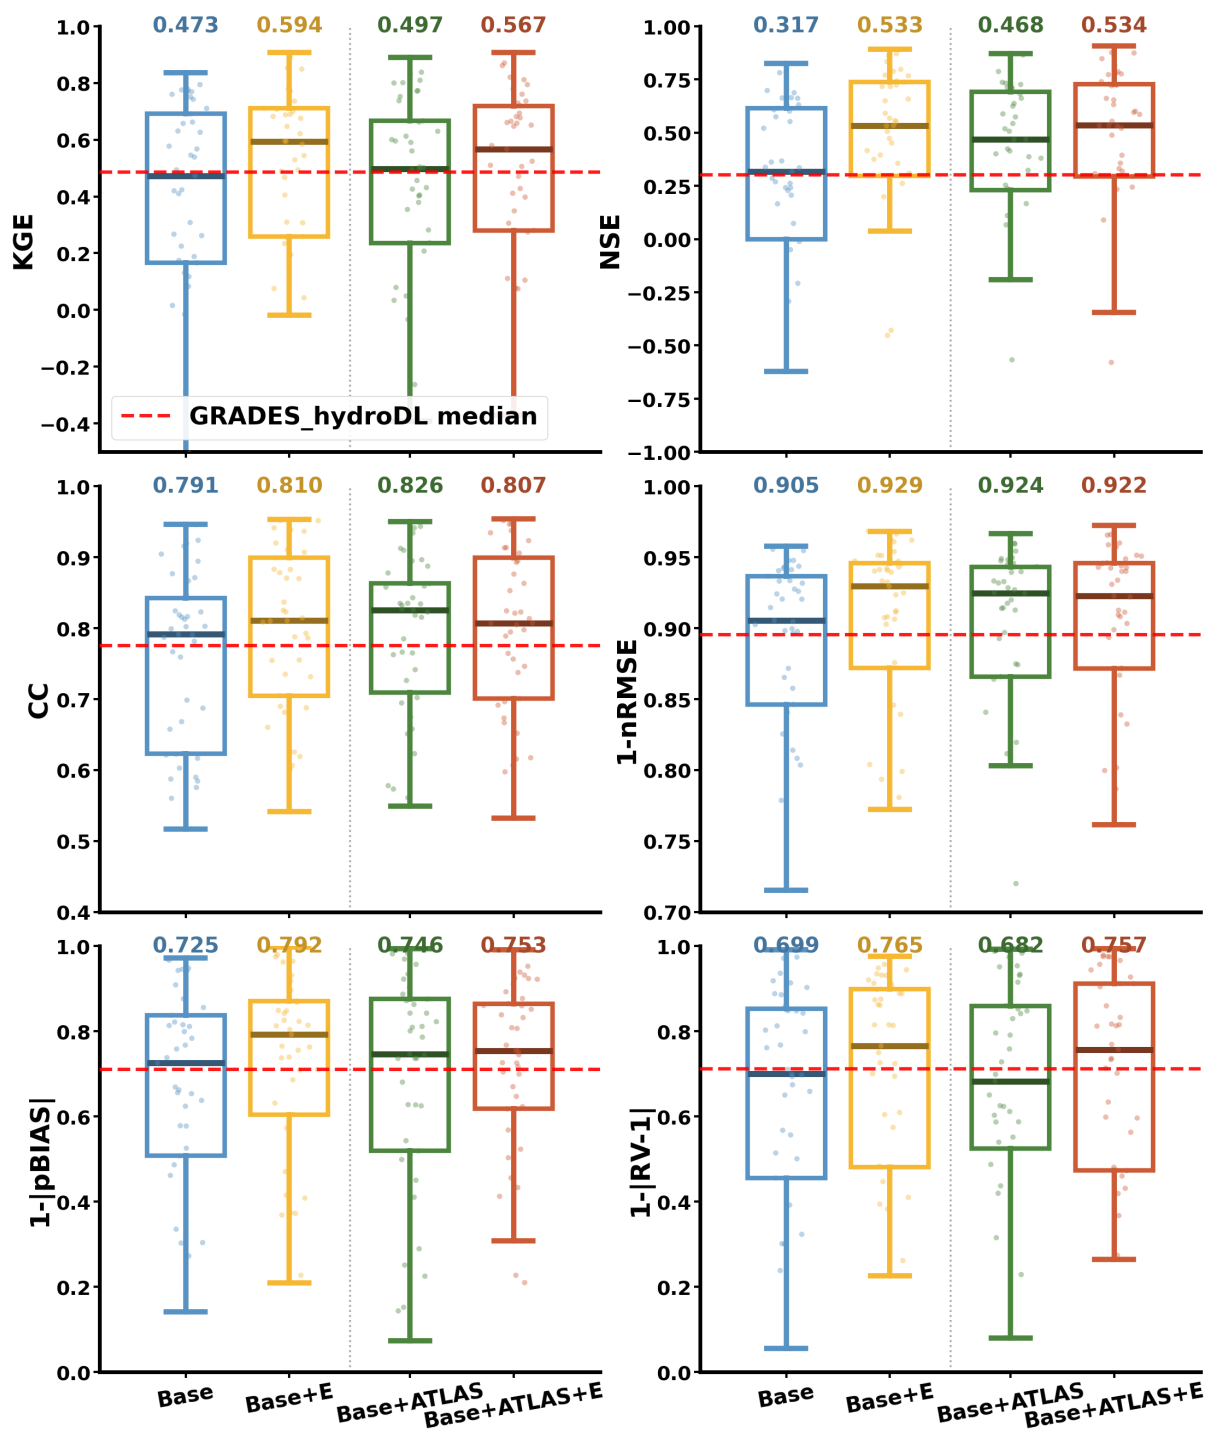 0.473 0.594 0.497 0.567
KGE
1.0
0.8
0.6
0.4
0.2
0.0
−0.2
−0.4
GRADES_hydroDL median
0.317 0.533 0.468 0.534
NSE
1.00
0.75
0.50
0.25
0.00
−0.25
−0.50
−0.75
−1.00
0.791 0.810 0.826 0.807
CC
1.0
0.9
0.8
0.7
0.6
0.5
0.4
0.905 0.929 0.924 0.922
1-nRMSE
1.00
0.95
0.90
0.85
0.80
0.75
0.70
0.725 0.792 0.746 0.753
1-|pBIAS|
1.0
0.8
0.6
0.4
0.2
0.0
Base Base+E Base+ATLAS Base+ATLAS+E
0.699 0.765 0.682 0.757
1-|RV-1|
1.0
0.8
0.6
0.4
0.2
0.0
Base Base+E Base+ATLAS Base+ATLAS+E